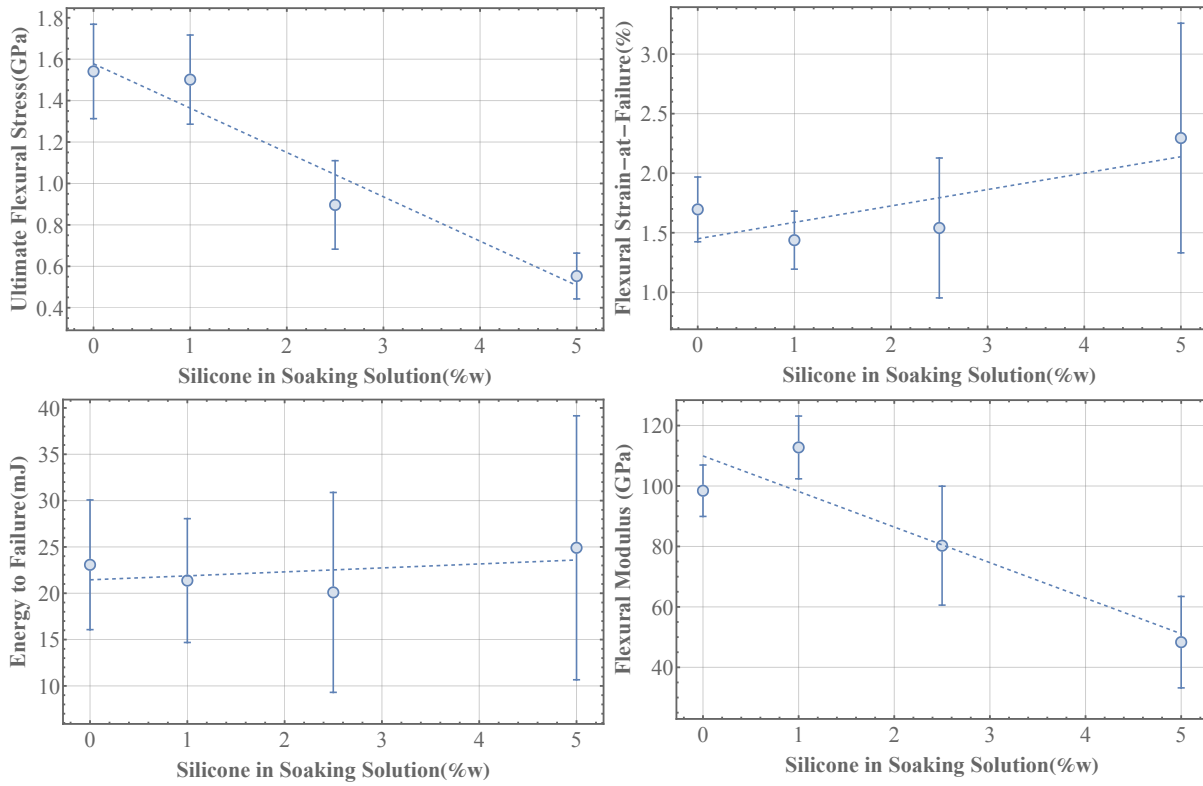 Ultimate Flexural Stress(GPa)
1.8
1.6
1.4
1.2
1.0
0.8
0.6
0.4
0 1 2 3 4 5
Silicone in Soaking Solution(%w)
Flexural Strain-at-Failure(%)
3.0
2.5
2.0
1.5
1.0
0 1 2 3 4 5
Silicone in Soaking Solution(%w)
Energy to Failure(mJ)
40
35
30
25
20
15
10
0 1 2 3 4 5
Silicone in Soaking Solution(%w)
Flexural Modulus (GPa)
120
100
80
60
40
0 1 2 3 4 5
Silicone in Soaking Solution(%w)